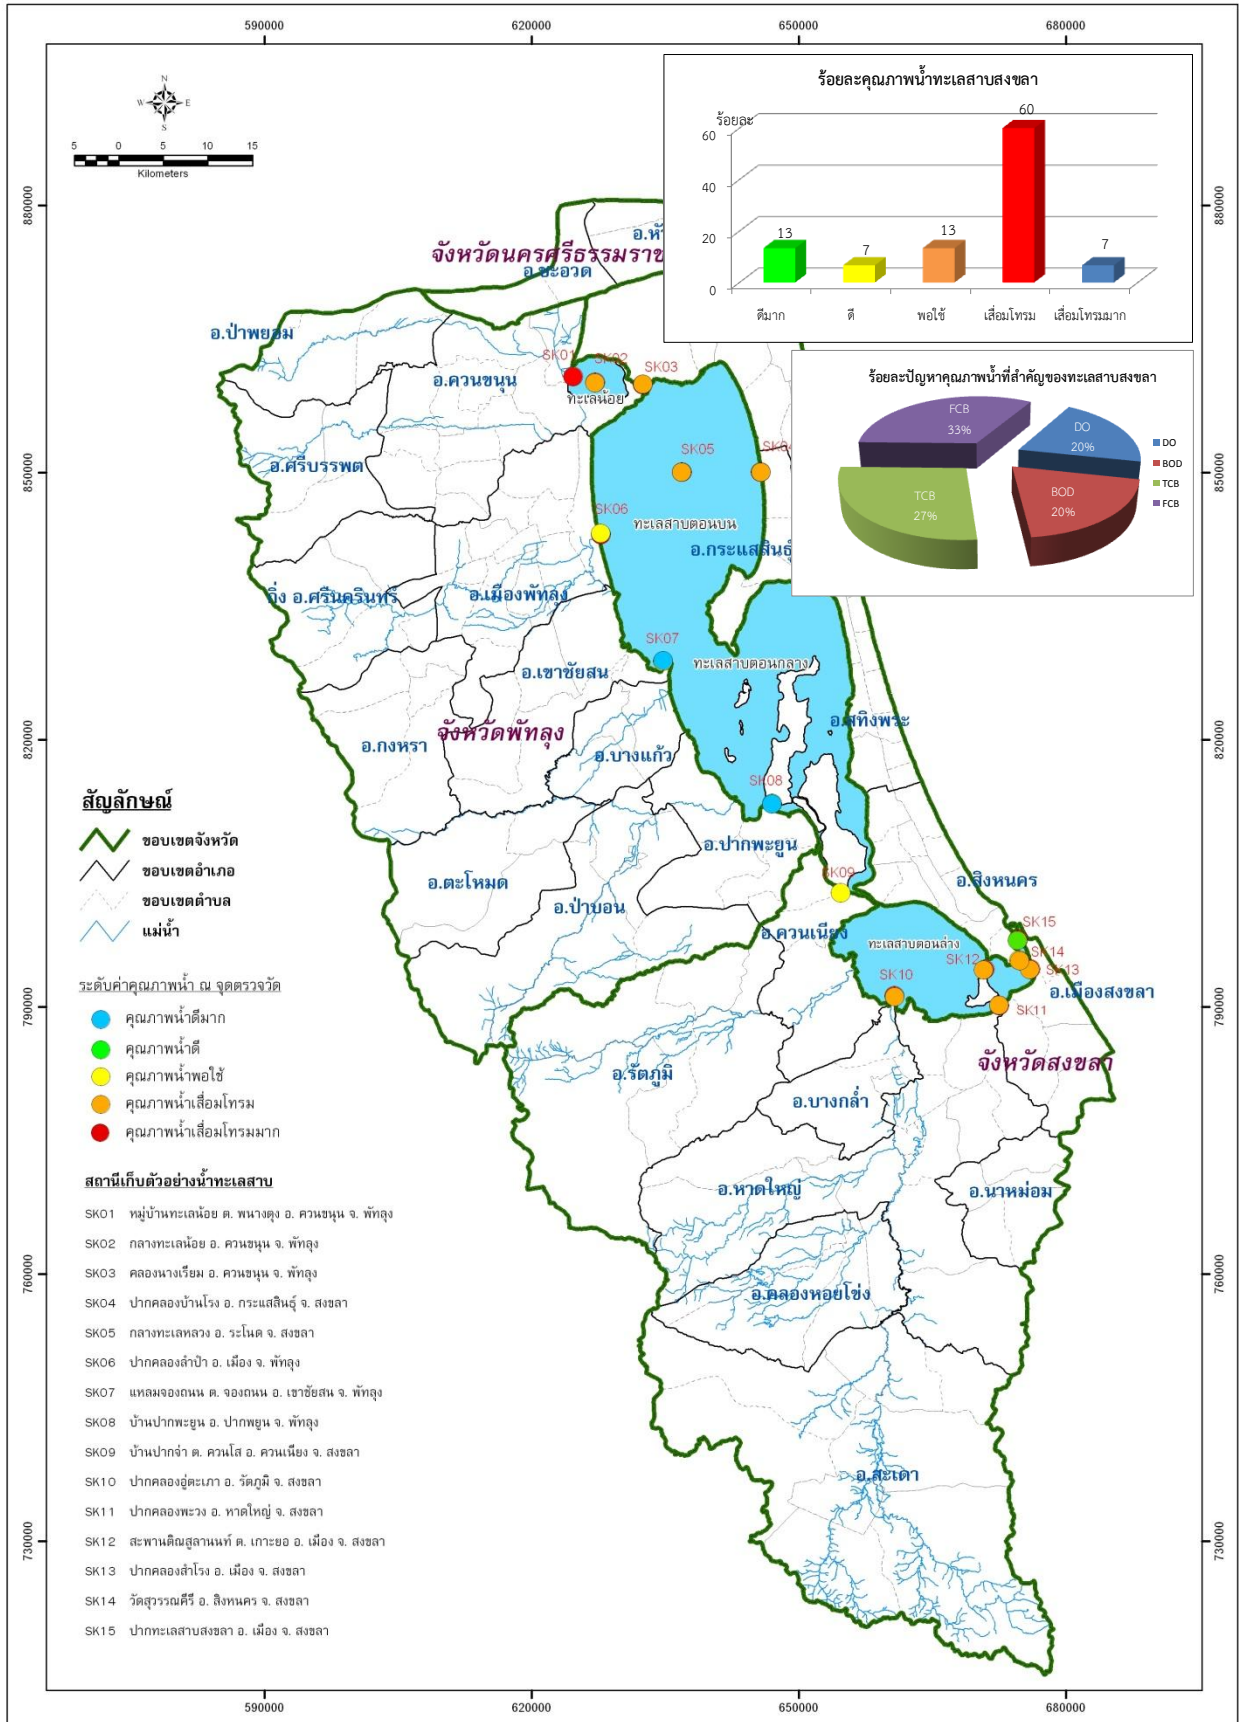 590000
620000
650000
680000
N
W
E
S
5 0 5 10 15
Kilometers
880000
850000
820000
790000
760000
730000
880000
850000
820000
790000
760000
730000
ร้อยละคุณภาพน้ำทะเลสาบสงขลา
ร้อยละ
60
40
20
0
13
7
13
60
7
ดีมาก
ดี
พอใช้
เสื่อมโทรม
เสื่อมโทรมมาก
ร้อยละปัญหาคุณภาพน้ำที่สำคัญของทะเลสาบสงขลา
FCB
33%
DO
20%
TCB
27%
BOD
20%
DO
BOD
TCB
FCB
จังหวัดนครศรีธรรมราช
อ.ชะอวด
อ.ป่าพยอม
อ.ควนขนุน
SK01
SK02
SK03
ทะเลน้อย
อ.ศรีบรรพต
SK05
SK04
SK06
ทะเลสาบตอนบน
อ.กระแสสินธุ์
กิ่ง อ.ศรีนครินทร์
อ.เมืองพัทลุง
SK07
ทะเลสาบตอนกลาง
อ.เขาชัยสน
จังหวัดพัทลุง
อ.กงหรา
อ.บางแก้ว
อ.สทิงพระ
SK08
อ.ปากพะยูน
อ.ตะโหมด
อ.ป่าบอน
SK09
อ.สิงหนคร
อ.ควนเนียง
ทะเลสาบตอนล่าง
SK15
SK14
SK13
SK12
SK10
SK11
อ.เมืองสงขลา
จังหวัดสงขลา
อ.รัตภูมิ
อ.บางกล่ำ
อ.หาดใหญ่
อ.นาหม่อม
อ.คลองหอยโข่ง
อ.สะเดา
สัญลักษณ์
ขอบเขตจังหวัด
ขอบเขตอำเภอ
ขอบเขตตำบล
แม่น้ำ
ระดับค่าคุณภาพน้ำ ณ จุดตรวจวัด
คุณภาพน้ำดีมาก
คุณภาพน้ำดี
คุณภาพน้ำพอใช้
คุณภาพน้ำเสื่อมโทรม
คุณภาพน้ำเสื่อมโทรมมาก
สถานีเก็บตัวอย่างน้ำทะเลสาบ
SK01 หมู่บ้านทะเลน้อย ต. พนางตุง อ. ควนขนุน จ. พัทลุง
SK02 กลางทะเลน้อย อ. ควนขนุน จ. พัทลุง
SK03 คลองนางเรียม อ. ควนขนุน จ. พัทลุง
SK04 ปากคลองบ้านโรง อ. กระแสสินธุ์ จ. สงขลา
SK05 กลางทะเลหลวง อ. ระโนด จ. สงขลา
SK06 ปากคลองลำปำ อ. เมือง จ. พัทลุง
SK07 แหลมจองถนน ต. จองถนน อ. เขาชัยสน จ. พัทลุง
SK08 บ้านปากพะยูน อ. ปากพยูน จ. พัทลุง
SK09 บ้านปากจ่า ต. ควนโส อ. ควนเนียง จ. สงขลา
SK10 ปากคลองอู่ตะเภา อ. รัตภูมิ จ. สงขลา
SK11 ปากคลองพะวง อ. หาดใหญ่ จ. สงขลา
SK12 สะพานติณสูลานนท์ ต. เกาะยอ อ. เมือง จ. สงขลา
SK13 ปากคลองสำโรง อ. เมือง จ. สงขลา
SK14 วัดสุวรรณคีรี อ. สิงหนคร จ. สงขลา
SK15 ปากทะเลสาบสงขลา อ. เมือง จ. สงขลา
590000
620000
650000
680000